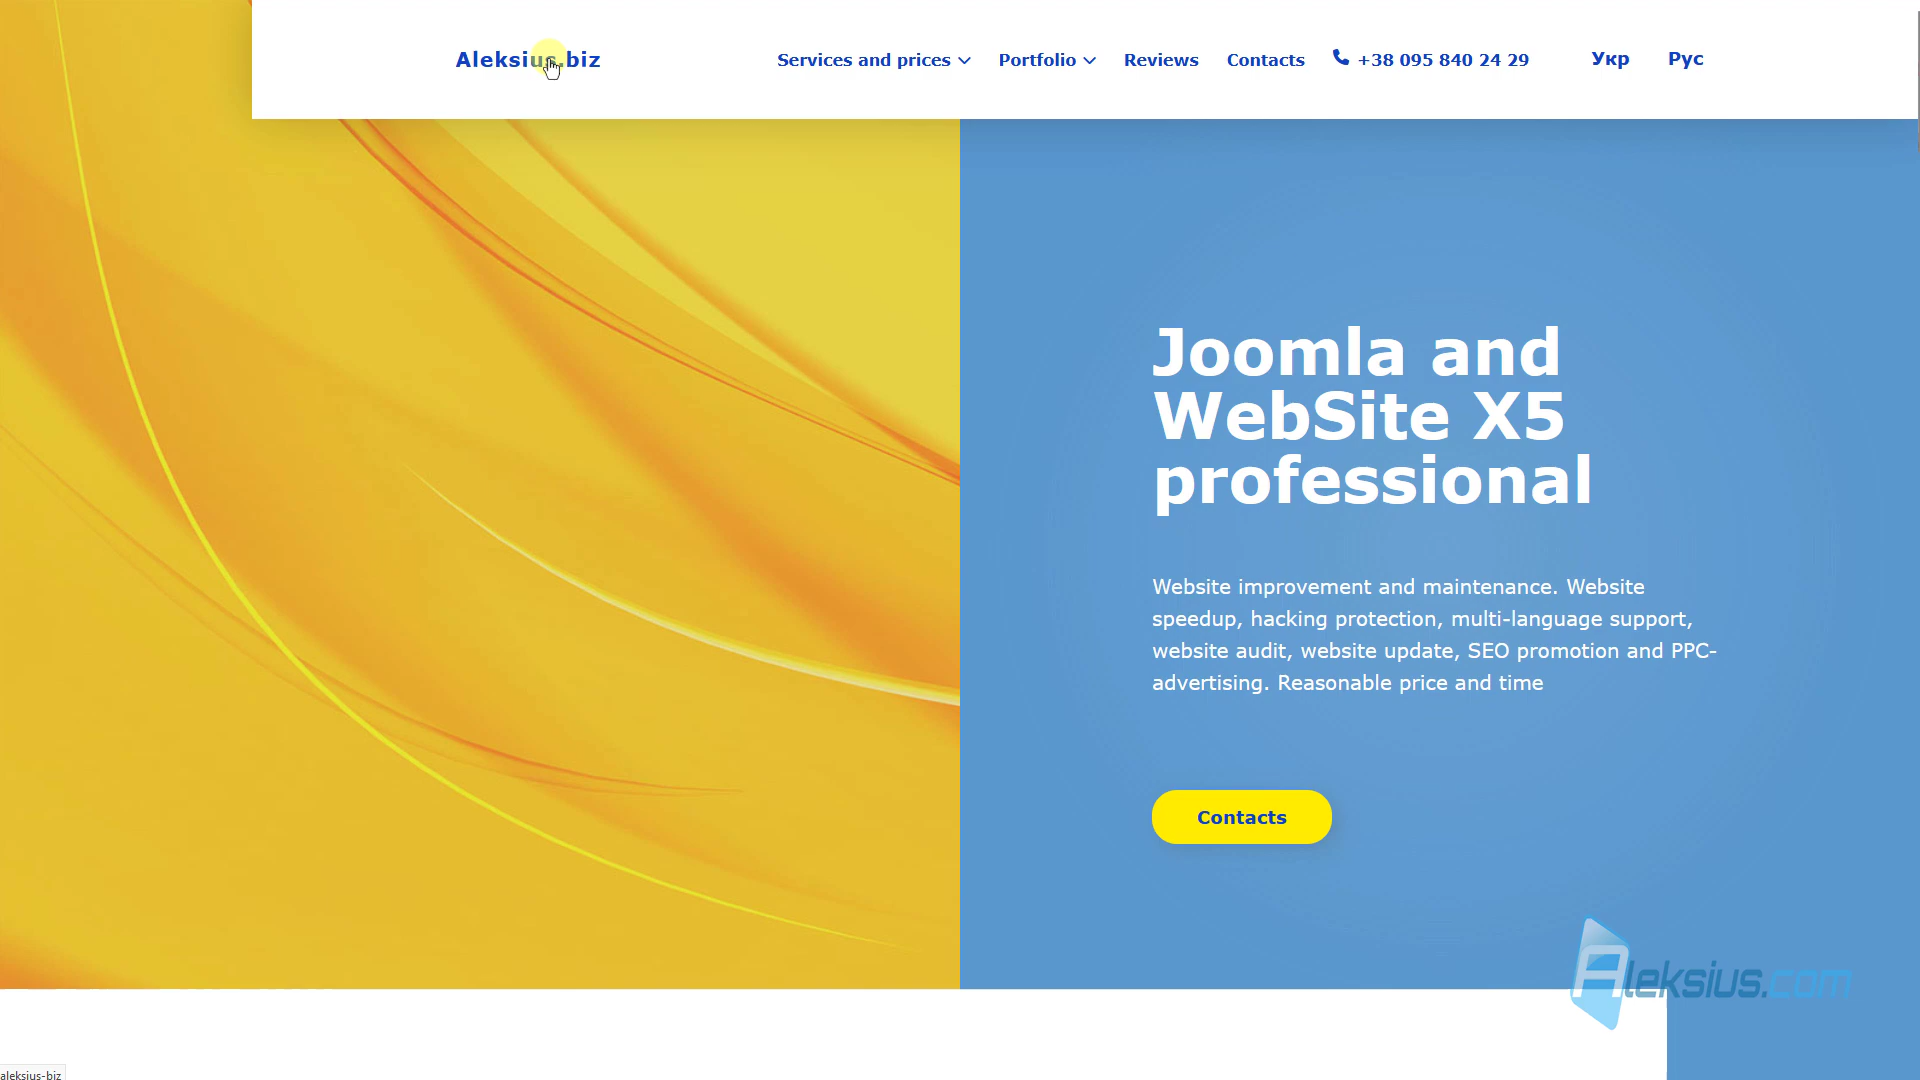 Aleksius.biz
Services and prices
Portfolio
Reviews
Contacts
+38 095 840 24 29
Укр
Рус
Joomla and
WebSite X5
professional
Website improvement and maintenance. Website
speedup, hacking protection, multi-language support,
website audit, website update, SEO promotion and PPC-
advertising. Reasonable price and time
Contacts
Aleksius.com
aleksius-biz